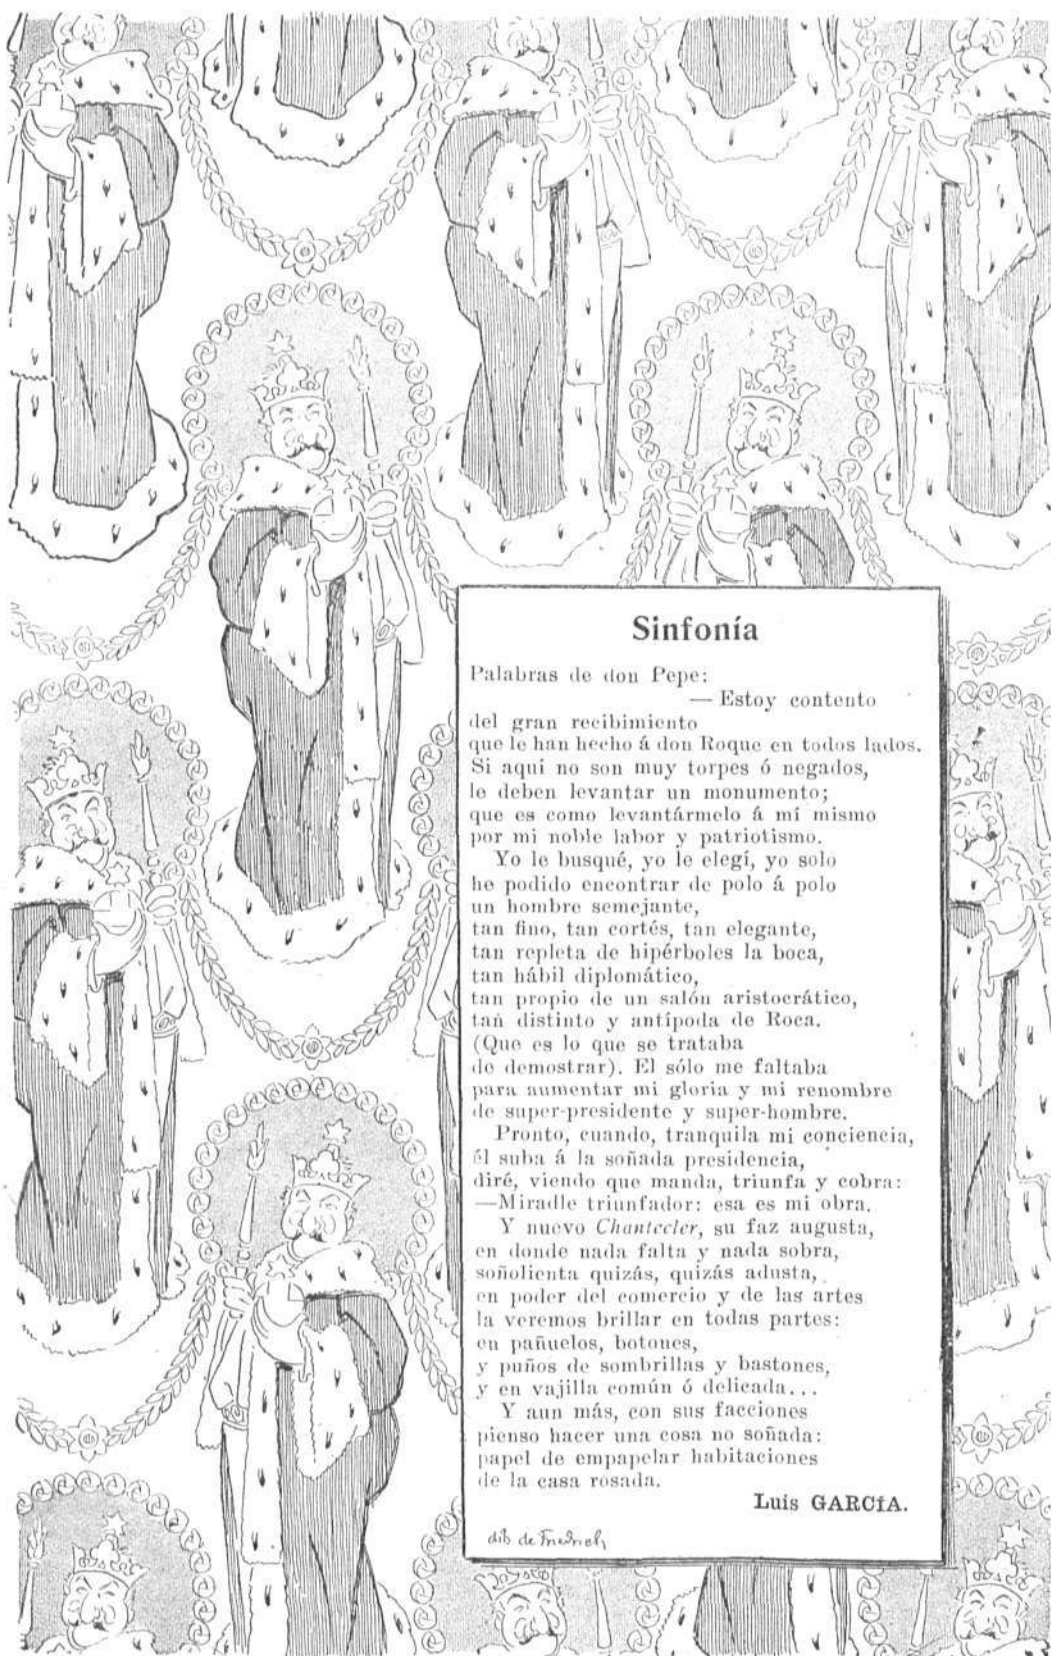 Sinfonía
Palabras de don Pepe:
— Estoy contento
del gran recibimiento
que le han hecho á don Roque en todos lados.
Si aqui no son muy torpes ó negados,
le deben levantar un monumento;
que es como levantármelo á mí mismo
por mi noble labor y patriotismo.
Yo le busqué, yo le elegí, yo solo
he podido encontrar de polo á polo
un hombre semejante,
tan fino, tan cortés, tan elegante,
tan repleta de hipérboles la boca,
tan hábil diplomático,
tan propio de un salón aristocrático,
tan distinto y antípoda de Roca.
(Que es lo que se trataba
de demostrar). El sólo me faltaba
para aumentar mi gloria y mi renombre
de super-presidente y super-hombre.
Pronto, cuando, tranquila mi conciencia,
él suba á la soñada presidencia,
diré, viendo que manda, triunfa y cobra:
—Miradle triunfador: esa es mi obra.
Y nuevo Chantecler, su faz augusta,
en donde nada falta y nada sobra,
soñolienta quizás, quizás adusta,
en poder del comercio y de las artes
la veremos brillar en todas partes:
en pañuelos, botones,
y puños de sombrillas y bastones,
y en vajilla común ó delicada...
Y aun más, con sus facciones
pienso hacer una cosa no soñada:
papel de empapelar habitaciones
de la casa rosada.
Luis GARCÍA.
dib de Friedrich